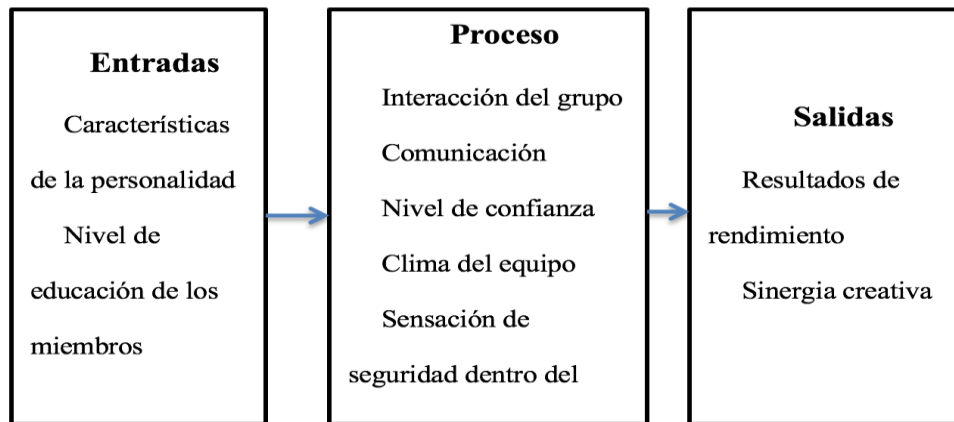 Entradas
Características
de la personalidad
Nivel de
educación de los
miembros
Proceso
Interacción del grupo
Comunicación
Nivel de confianza
Clima del equipo
Sensación de
seguridad dentro del
Salidas
Resultados de
rendimiento
Sinergia creativa